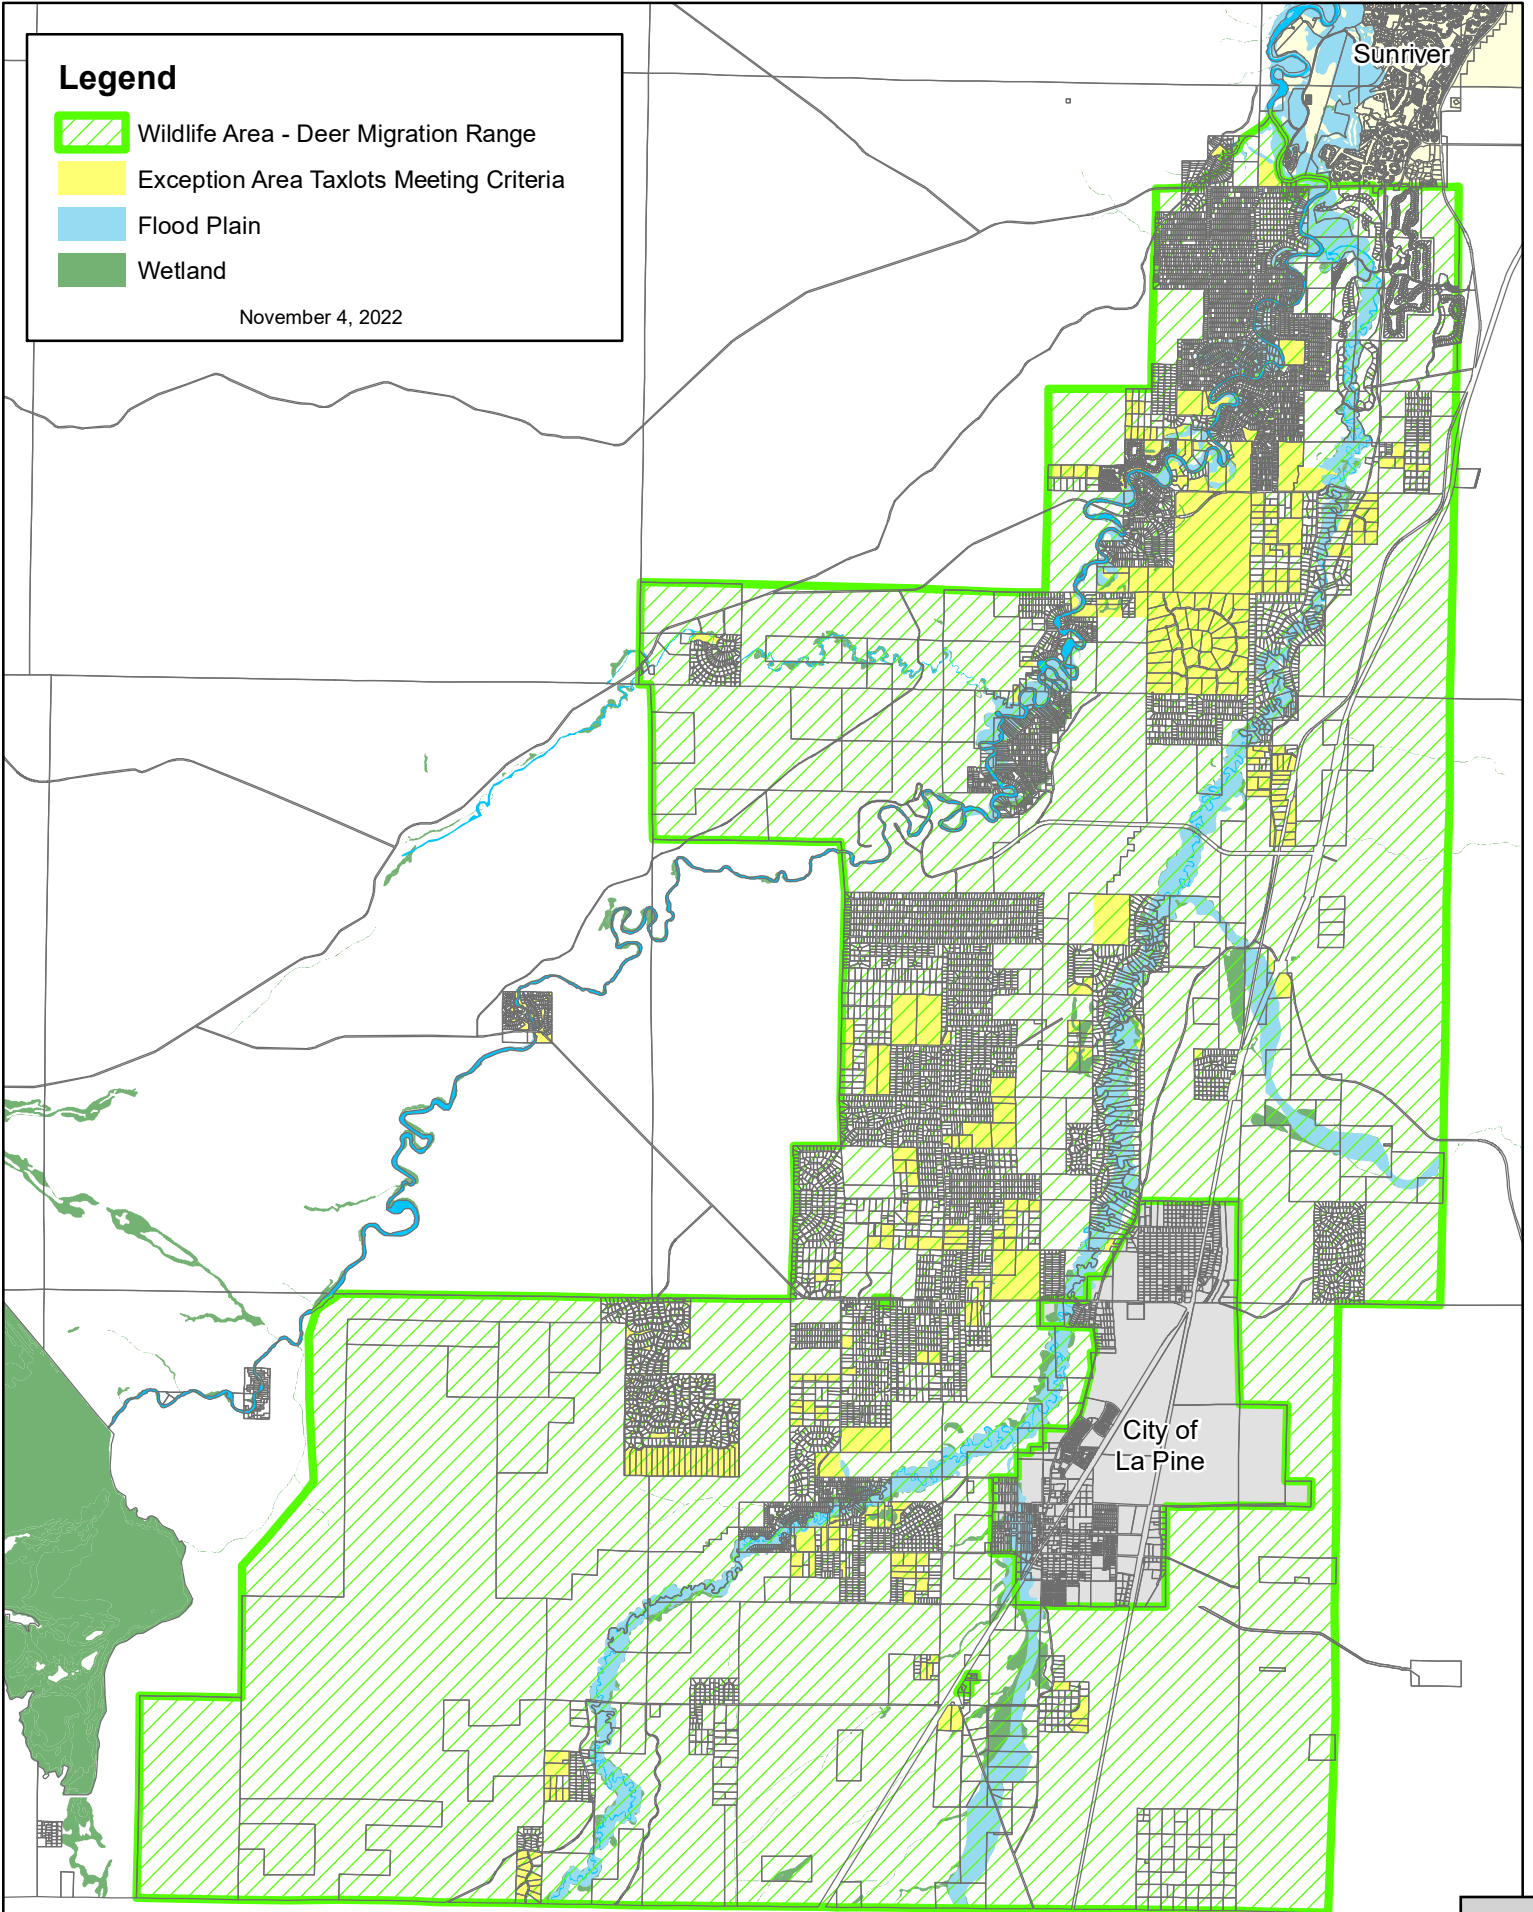 Sunriver
Legend
Wildlife Area - Deer Migration Range
Exception Area Taxlots Meeting Criteria
Flood Plain
Wetland
November 4, 2022
City of
La Pine